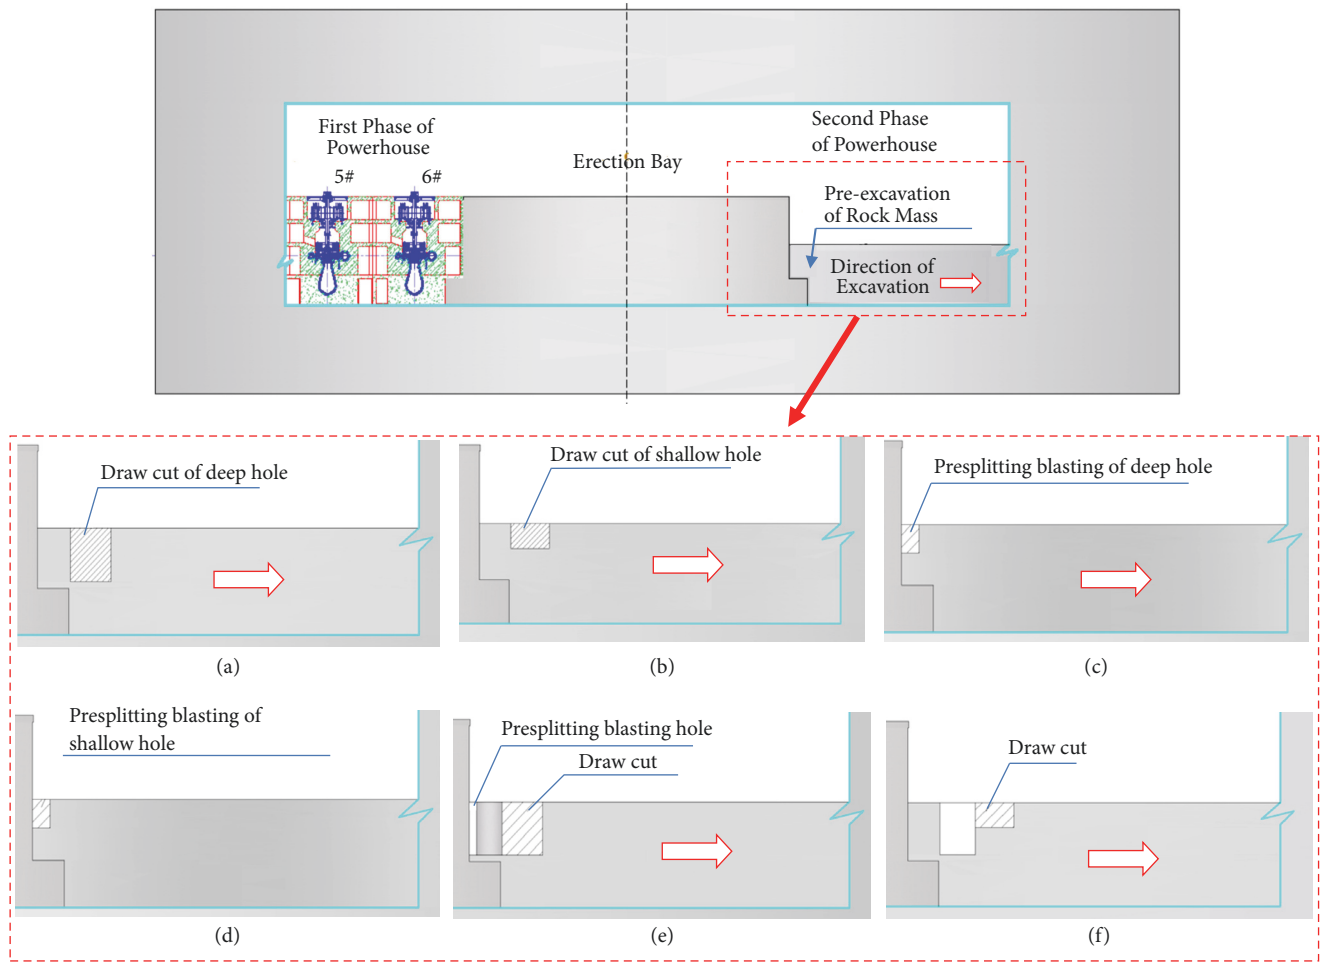 First Phase of
Powerhouse
5#
6#
Erection Bay
Second Phase
of Powerhouse
Pre-excavation
of Rock Mass
Direction of
Excavation
Draw cut of deep hole
(a)
Draw cut of shallow hole
(b)
Presplitting blasting of deep hole
(c)
Presplitting blasting of
shallow hole
(d)
Presplitting blasting hole
Draw cut
(e)
Draw cut
(f)